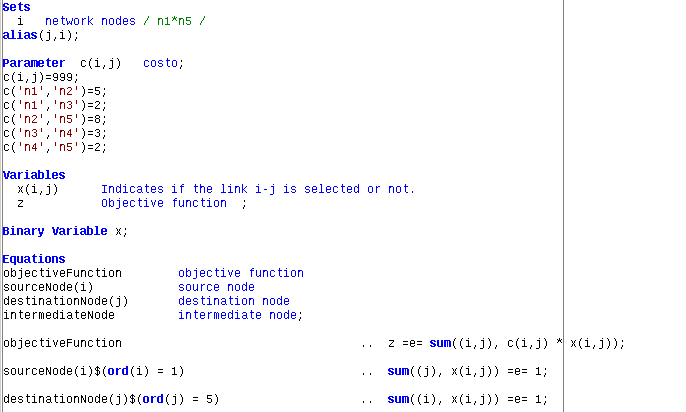 Sets
i network nodes / n1*n5 /
alias(j,i);
Parameter c(i,j) costo;
c(i,j)=999;
c('n1','n2')=5;
c('n1','n3')=2;
c('n2','n5')=8;
c('n3','n4')=3;
c('n4','n5')=2;
Variables
x(i,j) Indicates if the link i-j is selected or not.
z Objective function ;
Binary Variable x;
Equations
objectiveFunction objective function
sourceNode(i) source node
destinationNode(j) destination node
intermediateNode intermediate node;
objectiveFunction .. z =e= sum((i,j), c(i,j) * x(i,j));
sourceNode(i)$(ord(i) = 1) .. sum((j), x(i,j)) =e= 1;
destinationNode(j)$(ord(j) = 5) .. sum((i), x(i,j)) =e= 1;